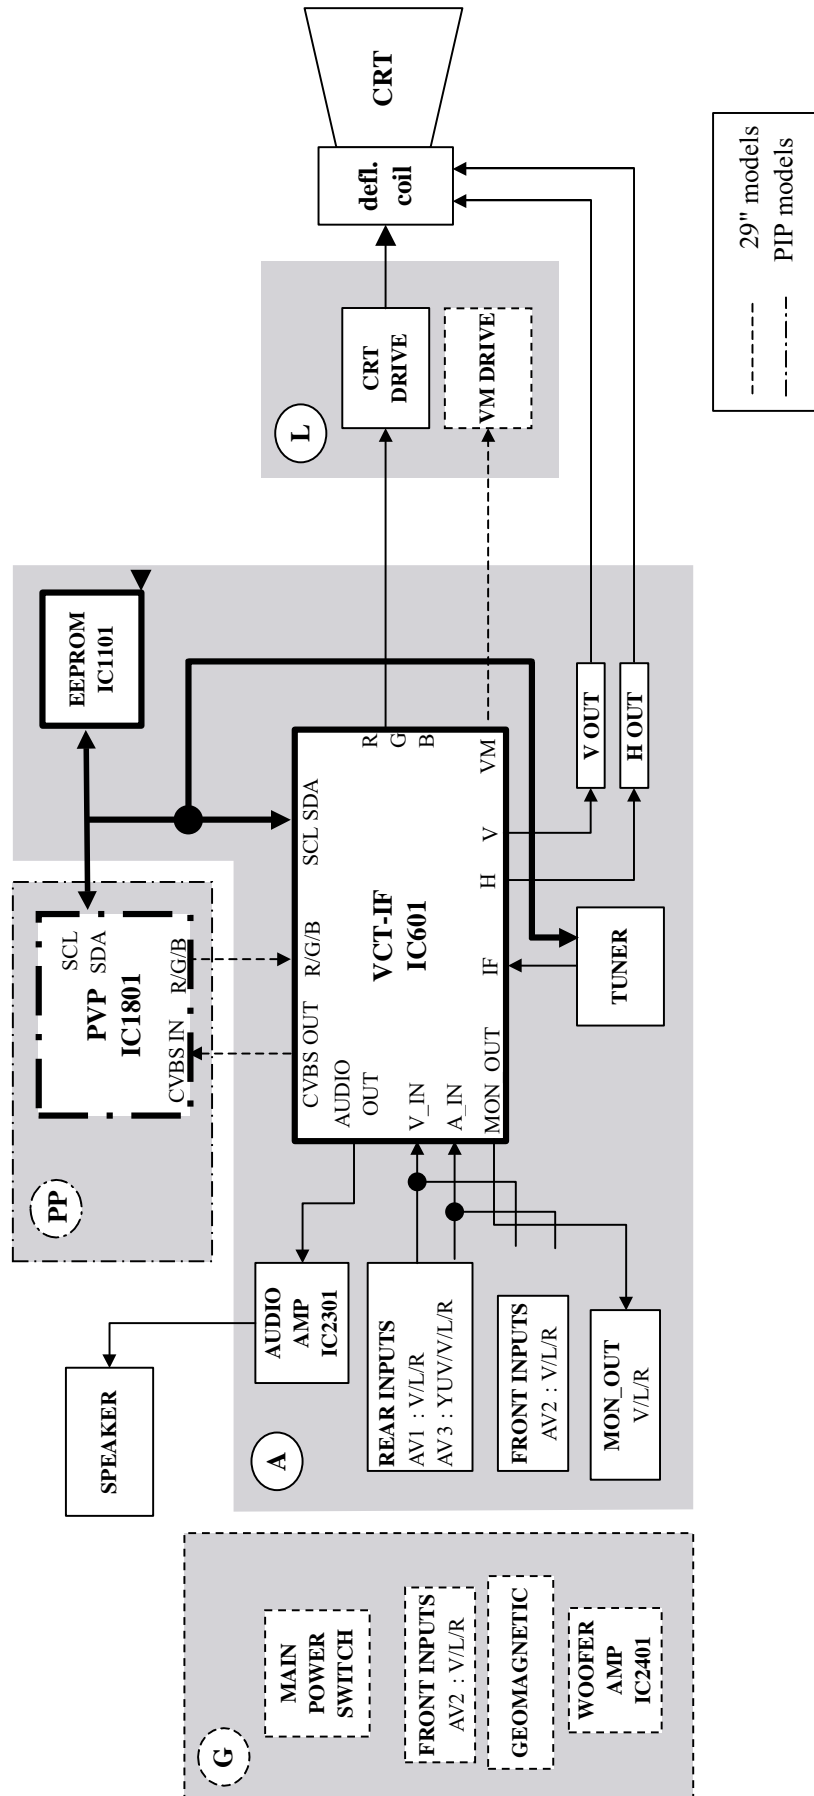 G
MAIN
POWER
SWITCH
FRONT INPUTS
AV2 : V/L/R
GEOMAGNETIC
WOOFER
AMP
IC2401
SPEAKER
A
AUDIO
AMP
IC2301
REAR INPUTS
AV1 : V/L/R
AV3 : YUV/V/L/R
FRONT INPUTS
AV2 : V/L/R
MON_OUT
V/L/R
PP
PVP
IC1801
SCL
SDA
CVBS IN
R/G/B
EEPROM
IC1101
VCT-IF
IC601
CVBS OUT
R/G/B
SCL SDA
AUDIO
OUT
V_IN
A_IN
MON OUT
IF
H
V
VM
R
G
B
TUNER
V OUT
H OUT
L
CRT
DRIVE
VM DRIVE
defl.
coil
CRT
29" models
PIP models